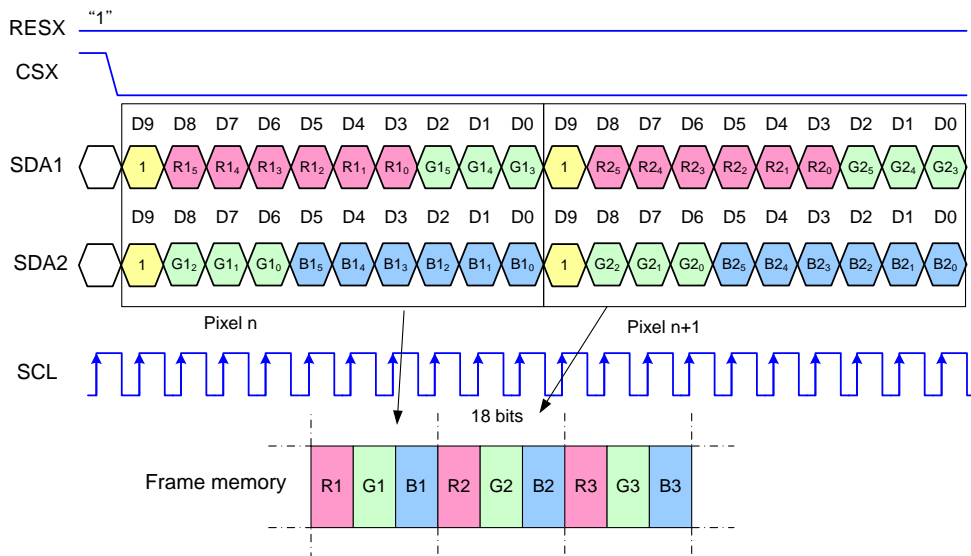 RESX “1”
CSX
D9 D8 D7 D6 D5 D4 D3 D2 D1 D0 D9 D8 D7 D6 D5 D4 D3 D2 D1 D0
SDA1 1 R1₅ R1₄ R1₃ R1₂ R1₁ R1₀ G1₅ G1₄ G1₃ 1 R2₅ R2₄ R2₃ R2₂ R2₁ R2₀ G2₅ G2₄ G2₃
D9 D8 D7 D6 D5 D4 D3 D2 D1 D0 D9 D8 D7 D6 D5 D4 D3 D2 D1 D0
SDA2 1 G1₂ G1₁ G1₀ B1₅ B1₄ B1₃ B1₂ B1₁ B1₀ 1 G2₂ G2₁ G2₀ B2₅ B2₄ B2₃ B2₂ B2₁ B2₀
Pixel n Pixel n+1
SCL
18 bits
Frame memory R1 G1 B1 R2 G2 B2 R3 G3 B3